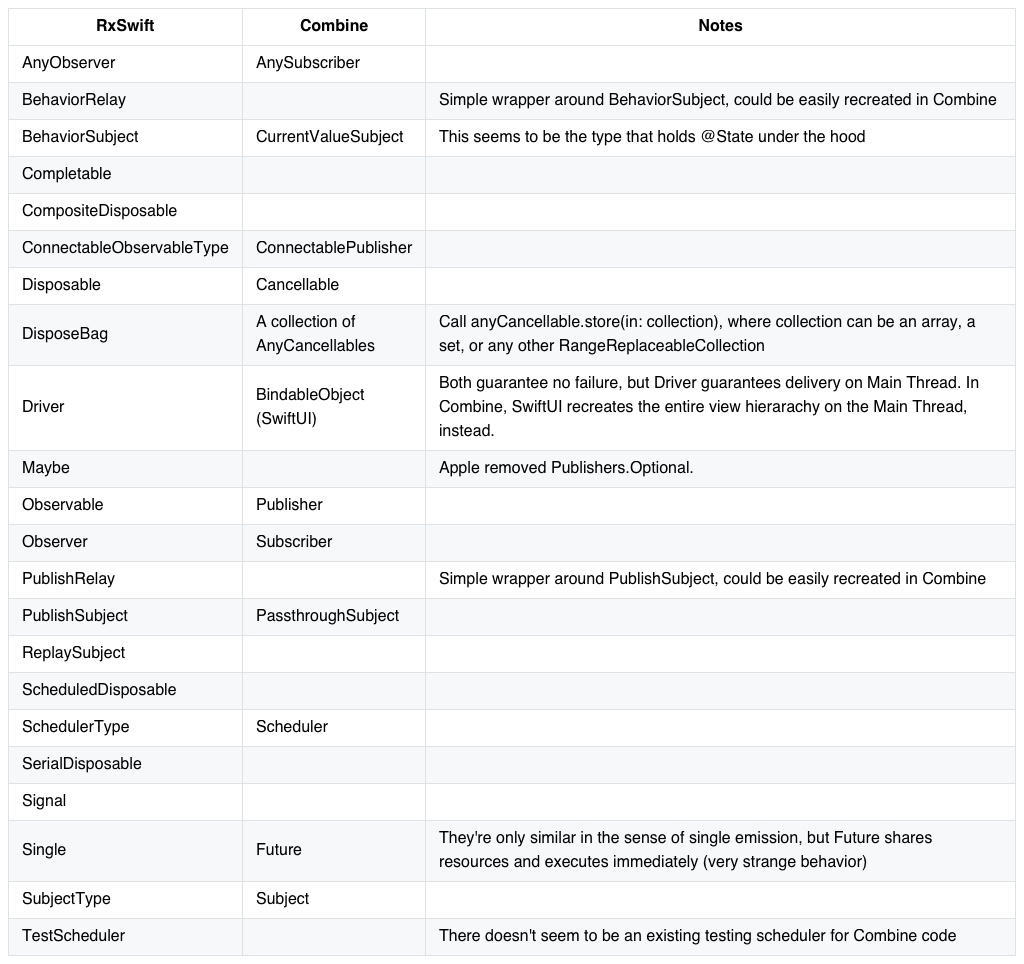 RxSwift Combine Notes
AnyObserver AnySubscriber
BehaviorRelay Simple wrapper around BehaviorSubject, could be easily recreated in Combine
BehaviorSubject CurrentValueSubject This seems to be the type that holds @State under the hood
Completable
CompositeDisposable
ConnectableObservableType ConnectablePublisher
Disposable Cancellable
DisposeBag
A collection of
AnyCancellables
Call anyCancellable.store(in: collection), where collection can be an array, a
set, or any other RangeReplaceableCollection
Driver
BindableObject
(SwiftUI)
Both guarantee no failure, but Driver guarantees delivery on Main Thread. In
Combine, SwiftUI recreates the entire view hierarchy on the Main Thread,
instead.
Maybe Apple removed Publishers.Optional.
Observable Publisher
Observer Subscriber
PublishRelay Simple wrapper around PublishSubject, could be easily recreated in Combine
PublishSubject PassthroughSubject
ReplaySubject
ScheduledDisposable
SchedulerType Scheduler
SerialDisposable
Signal
Single Future
They're only similar in the sense of single emission, but Future shares
resources and executes immediately (very strange behavior)
SubjectType Subject
TestScheduler There doesn't seem to be an existing testing scheduler for Combine code